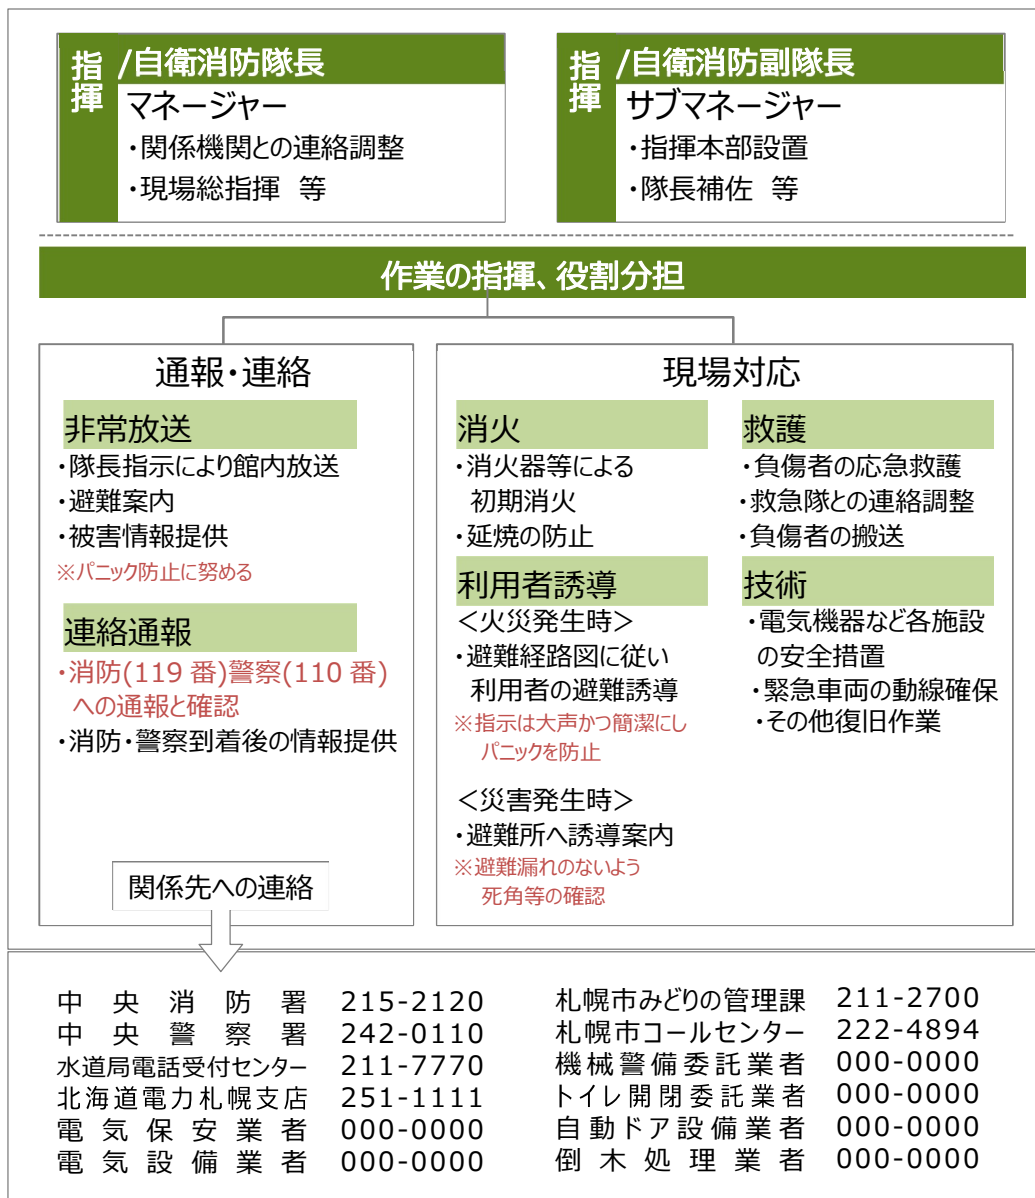 指揮 /自衛消防隊長
マネージャー
・関係機関との連絡調整
・現場総指揮 等
指揮 /自衛消防副隊長
サブマネージャー
・指揮本部設置
・隊長補佐 等
作業の指揮、役割分担
通報・連絡
非常放送
・隊長指示により館内放送
・避難案内
・被害情報提供
※パニック防止に努める
連絡通報
・消防(119 番)警察(110 番)
への通報と確認
・消防・警察到着後の情報提供
関係先への連絡
現場対応
消火
・消火器等による
初期消火
・延焼の防止
利用者誘導
＜火災発生時＞
・避難経路図に従い
利用者の避難誘導
※指示は大声かつ簡潔にし
パニックを防止
＜災害発生時＞
・避難所へ誘導案内
※避難漏れのないよう
死角等の確認
救護
・負傷者の応急救護
・救急隊との連絡調整
・負傷者の搬送
技術
・電気機器など各施設
の安全措置
・緊急車両の動線確保
・その他復旧作業
中央消防署 215-2120
中央警察署 242-0110
水道局電話受付センター 211-7770
北海道電力札幌支店 251-1111
電気保安業者 000-0000
電気設備業者 000-0000
札幌市みどりの管理課 211-2700
札幌市コールセンター 222-4894
機械警備委託業者 000-0000
トイレ開閉委託業者 000-0000
自動ドア設備業者 000-0000
倒木処理業者 000-0000